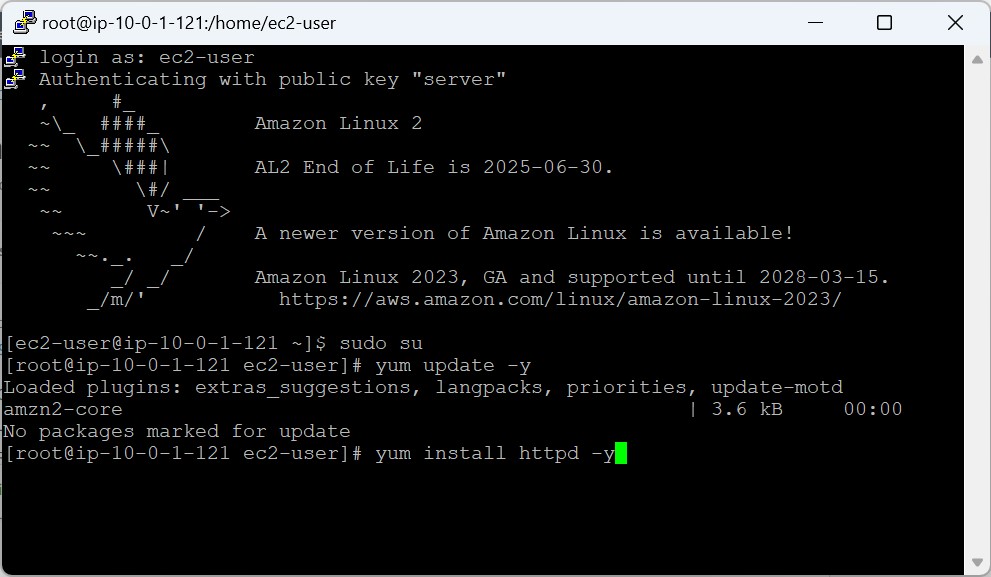 root@ip-10-0-1-121:/home/ec2-user
login as: ec2-user
Authenticating with public key "server"
   ,     #_
   ~\_  ####_        Amazon Linux 2
  ~~  \_#####\
  ~~     \###|       AL2 End of Life is 2025-06-30.
  ~~       \#/ ___
   ~~       V~' '->
    ~~~         /    A newer version of Amazon Linux is available!
      ~~._.   _/
         _/ _/       Amazon Linux 2023, GA and supported until 2028-03-15.
       _/m/'           https://aws.amazon.com/linux/amazon-linux-2023/
[ec2-user@ip-10-0-1-121 ~]$ sudo su
[root@ip-10-0-1-121 ec2-user]# yum update -y
Loaded plugins: extras_suggestions, langpacks, priorities, update-motd
amzn2-core                                               | 3.6 kB     00:00
No packages marked for update
[root@ip-10-0-1-121 ec2-user]# yum install httpd -y